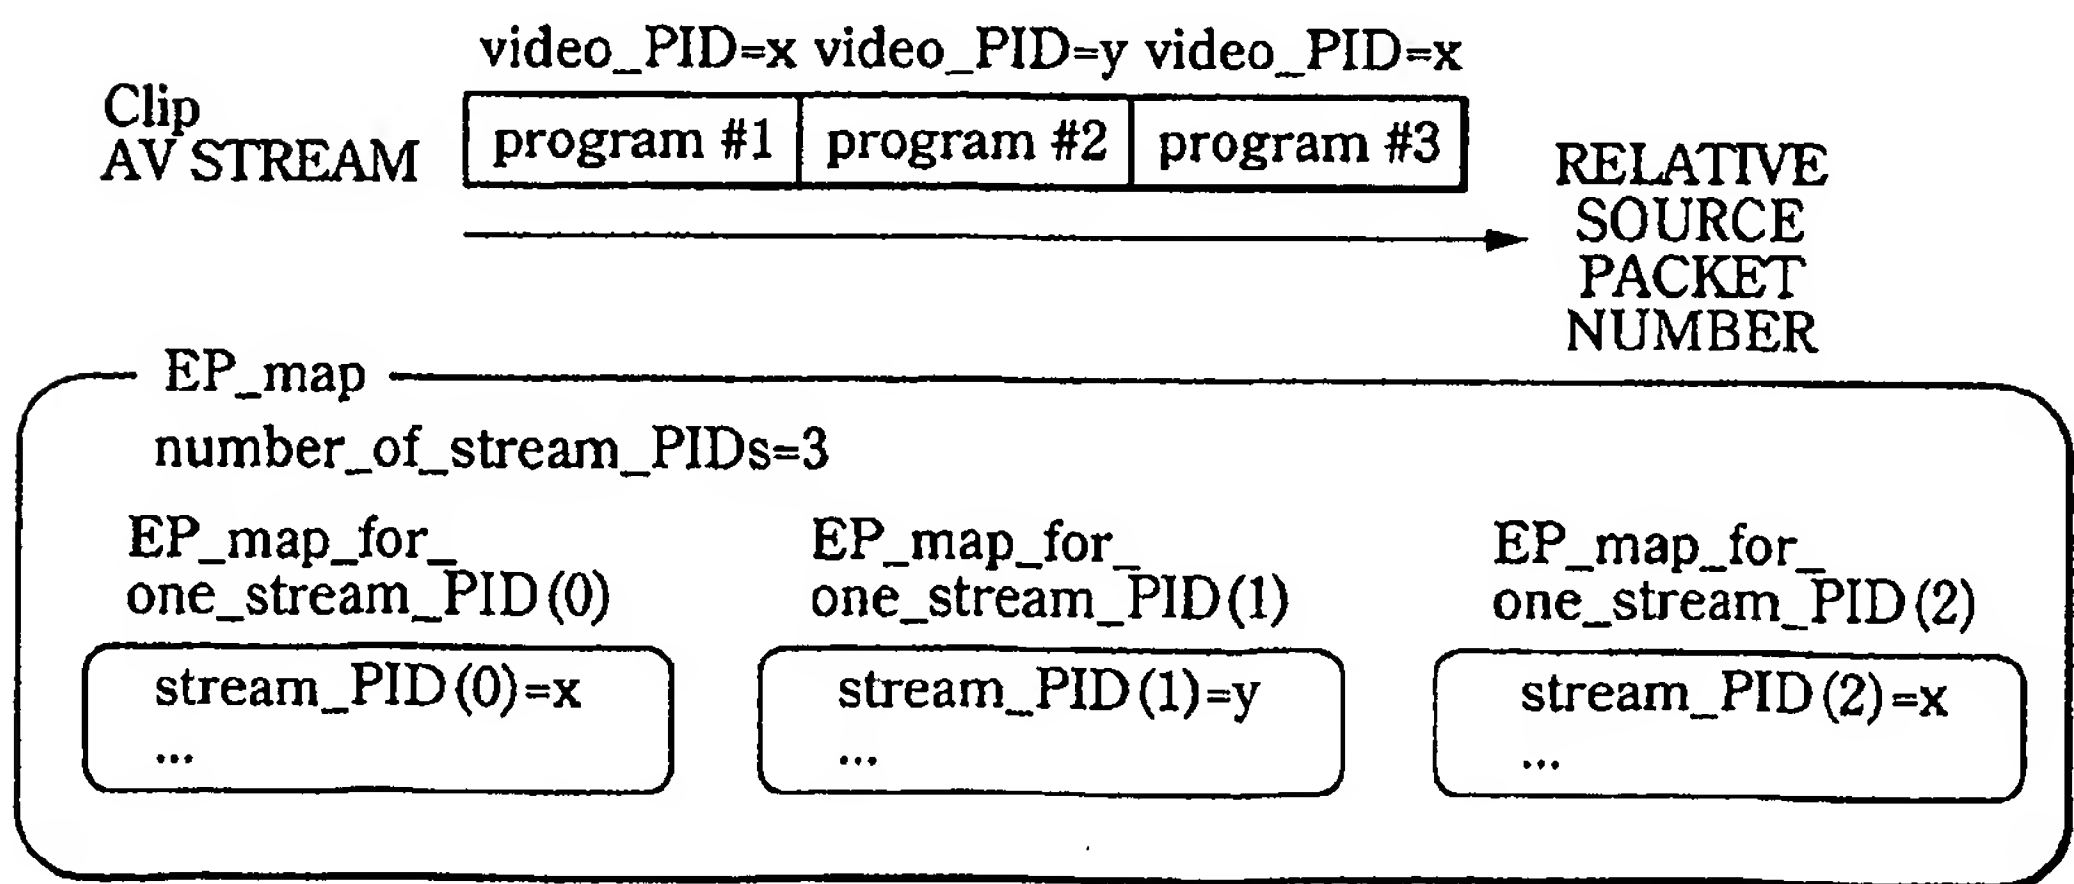 video_PID=x video_PID=y video_PID=x
Clip
AV STREAM
program #1 program #2 program #3
RELATIVE
SOURCE
PACKET
NUMBER
EP_map
number_of_stream_PIDs=3
EP_map_for_
one_stream_PID(0)
stream_PID(0)=x
...
EP_map_for_
one_stream_PID(1)
stream_PID(1)=y
...
EP_map_for_
one_stream_PID(2)
stream_PID(2)=x
...